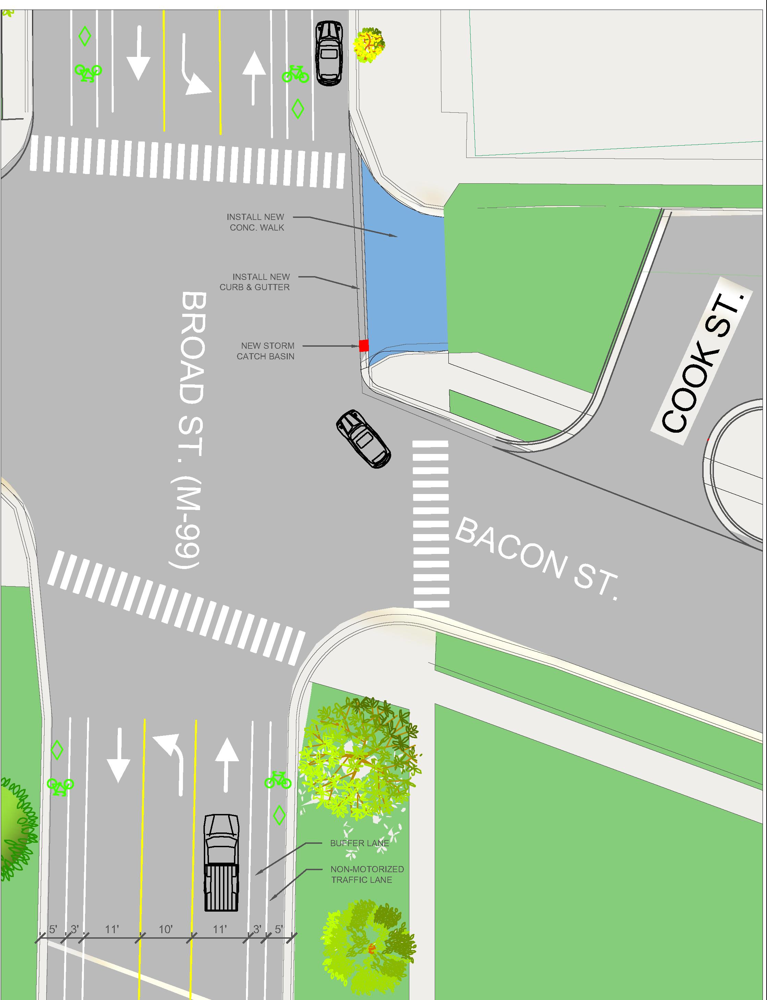 INSTALL NEW
CONC. WALK
INSTALL NEW
CURB & GUTTER
NEW STORM
CATCH BASIN
BROAD ST. (M-99)
COOK ST.
BACON ST.
BUFFER LANE
NON-MOTORIZED
TRAFFIC LANE
5' 3' 11' 10' 11' 3' 5'